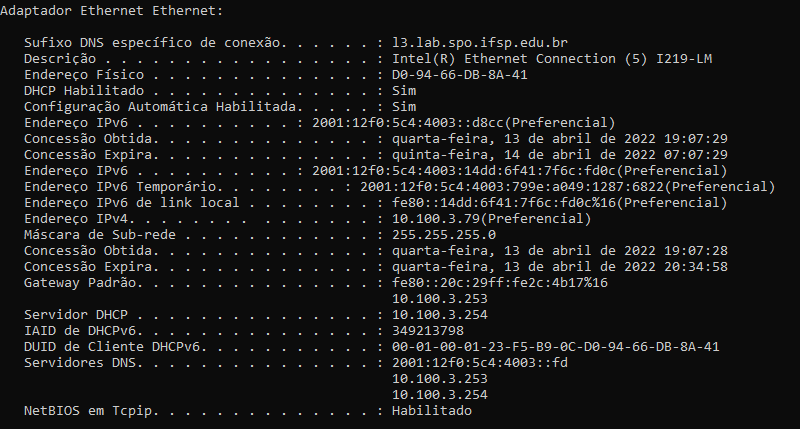 Adaptador Ethernet Ethernet:
Sufixo DNS específico de conexão. . . . . . : l3.lab.spo.ifsp.edu.br
Descrição . . . . . . . . . . . . . . . . . : Intel(R) Ethernet Connection (5) I219-LM
Endereço Físico . . . . . . . . . . . . . . : D0-94-66-DB-8A-41
DHCP Habilitado . . . . . . . . . . . . . . : Sim
Configuração Automática Habilitada. . . . . : Sim
Endereço IPv6 . . . . . . . . . . : 2001:12f0:5c4:4003::d8cc(Preferencial)
Concessão Obtida. . . . . . . . . . . . . . : quarta-feira, 13 de abril de 2022 19:07:29
Concessão Expira. . . . . . . . . . . . . . : quinta-feira, 14 de abril de 2022 07:07:29
Endereço IPv6 . . . . . . . . . . : 2001:12f0:5c4:4003:14dd:6f41:7f6c:fd0c(Preferencial)
Endereço IPv6 Temporário. . . . . . . . : 2001:12f0:5c4:4003:799e:a049:1287:6822(Preferencial)
Endereço IPv6 de link local . . . . . . . . : fe80::14dd:6f41:7f6c:fd0c%16(Preferencial)
Endereço IPv4. . . . . . . . . . . . . . . : 10.100.3.79(Preferencial)
Máscara de Sub-rede . . . . . . . . . . . . : 255.255.255.0
Concessão Obtida. . . . . . . . . . . . . . : quarta-feira, 13 de abril de 2022 19:07:28
Concessão Expira. . . . . . . . . . . . . . : quarta-feira, 13 de abril de 2022 20:34:58
Gateway Padrão. . . . . . . . . . . . . . . : fe80::20c:29ff:fe2c:4b17%16
10.100.3.253
Servidor DHCP . . . . . . . . . . . . . . . : 10.100.3.254
IAID de DHCPv6. . . . . . . . . . . . . . . : 349213798
DUID de Cliente DHCPv6. . . . . . . . . . . : 00-01-00-01-23-F5-B9-0C-D0-94-66-DB-8A-41
Servidores DNS. . . . . . . . . . . . . . . : 2001:12f0:5c4:4003::fd
10.100.3.253
10.100.3.254
NetBIOS em Tcpip. . . . . . . . . . . . . . : Habilitado